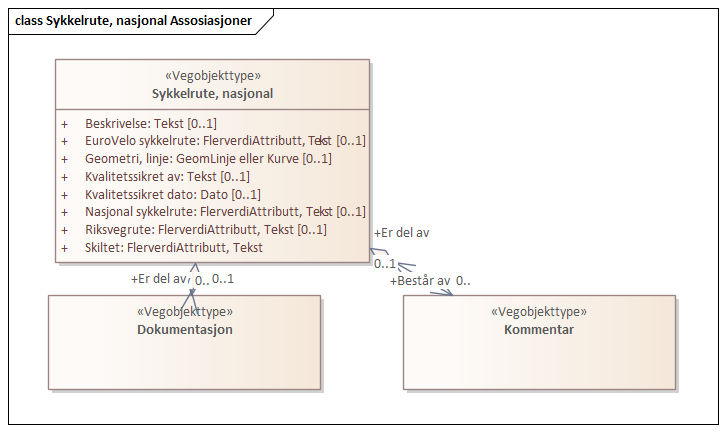 class Sykkelrute, nasjonal Assosiasjoner
«Vegobjekttype»
Sykkelrute, nasjonal
+ Beskrivelse: Tekst [0..1]
+ EuroVelo sykkelrute: FlerverdiAttributt, Tekst [0..1]
+ Geometri, linje: GeomLinje eller Kurve [0..1]
+ Kvalitetssikret av: Tekst [0..1]
+ Kvalitetssikret dato: Dato [0..1]
+ Nasjonal sykkelrute: FlerverdiAttributt, Tekst [0..1]
+ Riksvegrute: FlerverdiAttributt, Tekst [0..1]
+ Skiltet: FlerverdiAttributt, Tekst
+Er del av
0..1
+Er del av 0.. 0..1
+Består av 0..
«Vegobjekttype»
Dokumentasjon
«Vegobjekttype»
Kommentar